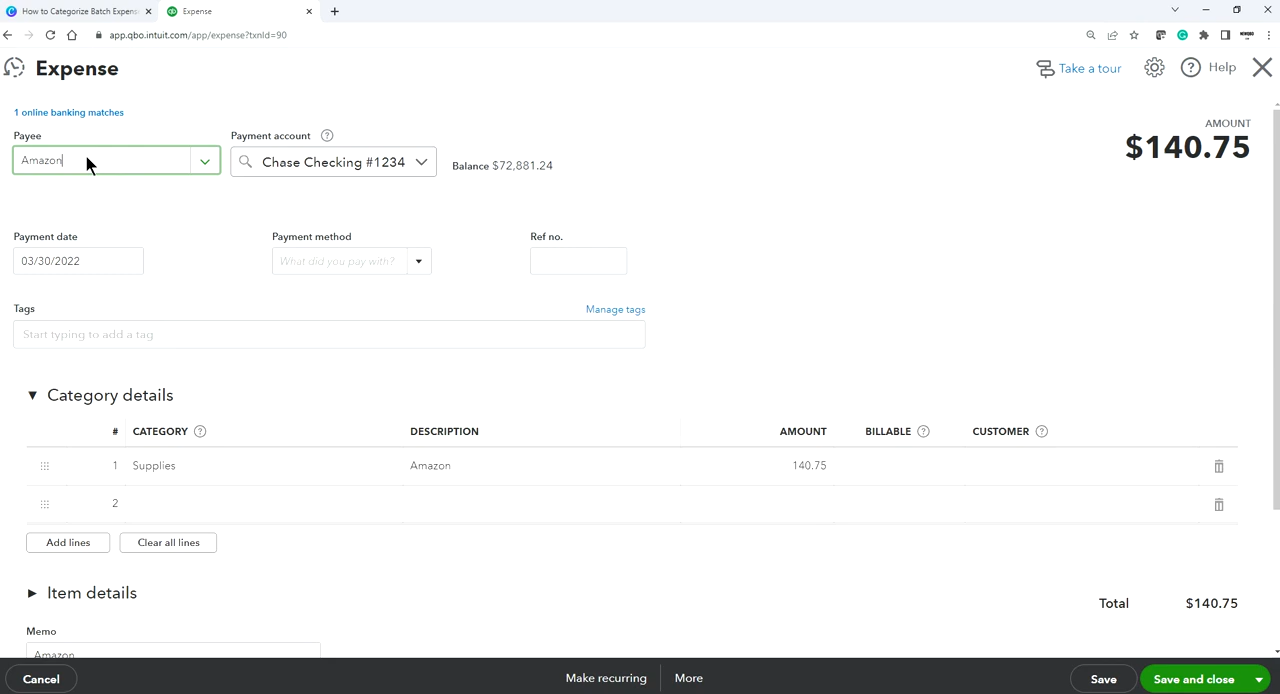 How to Categorize Batch Expens
Expense
app.qbo.intuit.com/app/expense?txnId=90
Expense
Take a tour
Help
1 online banking matches
AMOUNT
Payee
Payment account
$140.75
Amazon
Chase Checking #1234
Balance $72,881.24
Payment date
Payment method
Ref no.
03/30/2022
What did you pay with?
Tags
Manage tags
Start typing to add a tag
Category details
# CATEGORY DESCRIPTION AMOUNT BILLABLE CUSTOMER
1 Supplies Amazon 140.75
2
Add lines
Clear all lines
Item details
Total $140.75
Memo
Amazon
Cancel
Make recurring
More
Save
Save and close